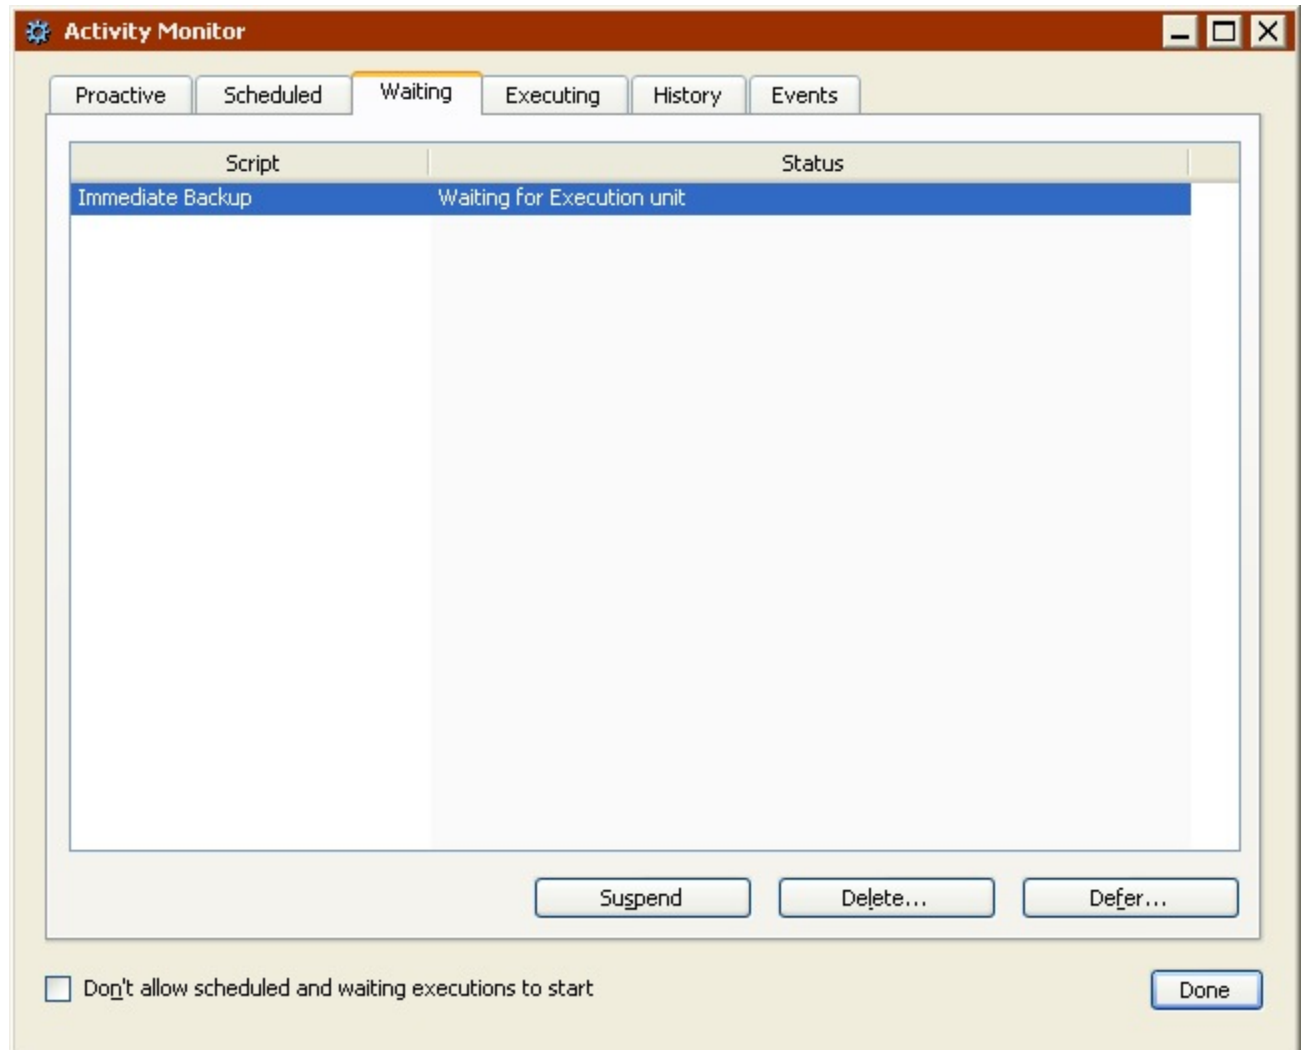 Activity Monitor
Proactive Scheduled Waiting Executing History Events
Script Status
Immediate Backup Waiting for Execution unit
Suspend Delete... Defer...
Don't allow scheduled and waiting executions to start Done